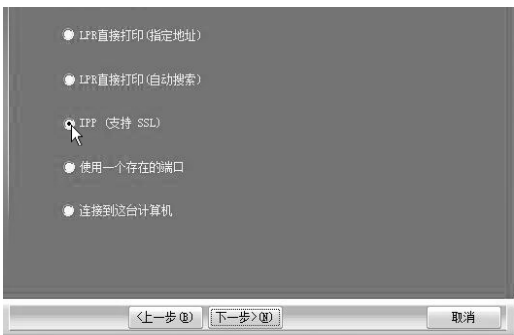 LPR直接打印(指定地址)
LPR直接打印(自动搜索)
IPP (支持 SSL)
使用一个存在的端口
连接到这台计算机
<上一步(B) 下一步>(N) 取消